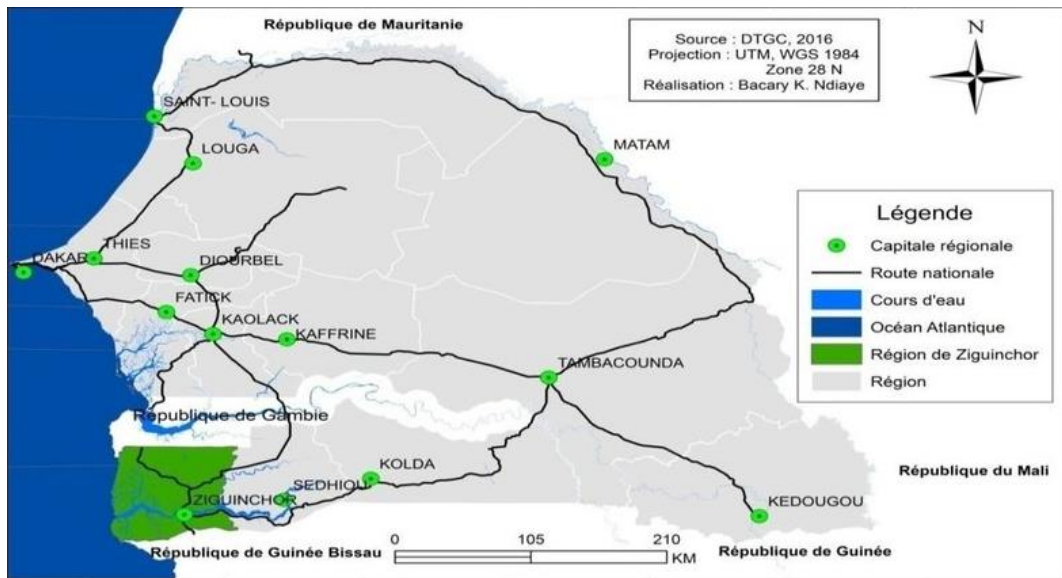 République de Mauritanie
Source : DTGC, 2016
Projection : UTM, WGS 1984
Zone 28 N
Réalisation : Bacary K. Ndiaye
N
SAINT- LOUIS
LOUGA
MATAM
THIES
DAKAR
DIOURBEL
FATICK
KAOLACK
KAFFRINE
TAMBACOUNDA
République de Gambie
KOLDA
SEDHIOU
ZIGUINCHOR
KEDOUGOU
Légende
Capitale régionale
Route nationale
Cours d'eau
Océan Atlantique
Région de Ziguinchor
Région
République du Mali
République de Guinée Bissau
République de Guinée
0 105 210
KM